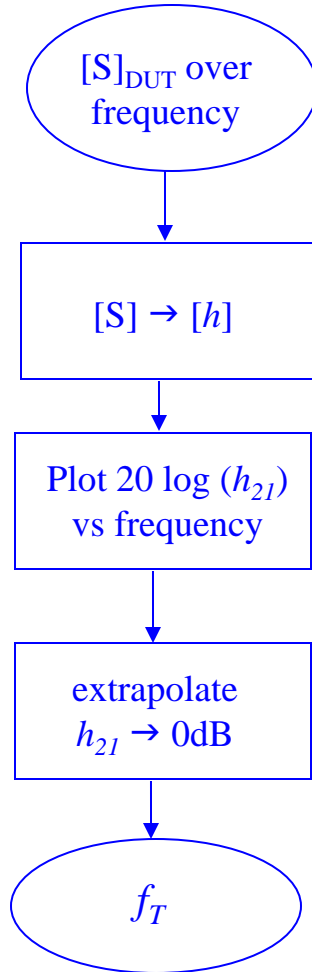 [S]DUT over
frequency
[S] → [h]
Plot 20 log (h21)
vs frequency
extrapolate
h21 → 0dB
fT